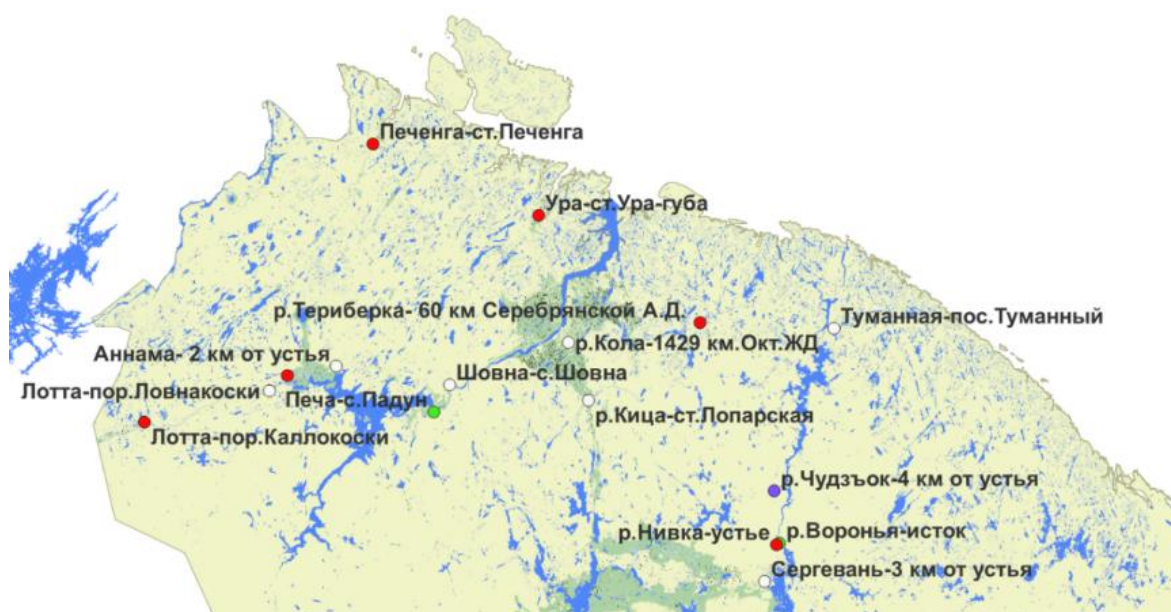 Печенга-ст.Печенга
Ура-ст.Ура-губа
р.Териберка- 60 км Серебрянской А.Д.
Туманная-пос.Туманный
р.Кола-1429 км.Окт.ЖД
Аннама- 2 км от устья
Шовна-с.Шовна
Лотта-пор.Ловнакоски
Печа-с.Падун
р.Кица-ст.Лопарская
Лотта-пор.Каллокоски
р.Чудзъок-4 км от устья
р.Нивка-устье
р.Воронья-исток
Сергевань-3 км от устья